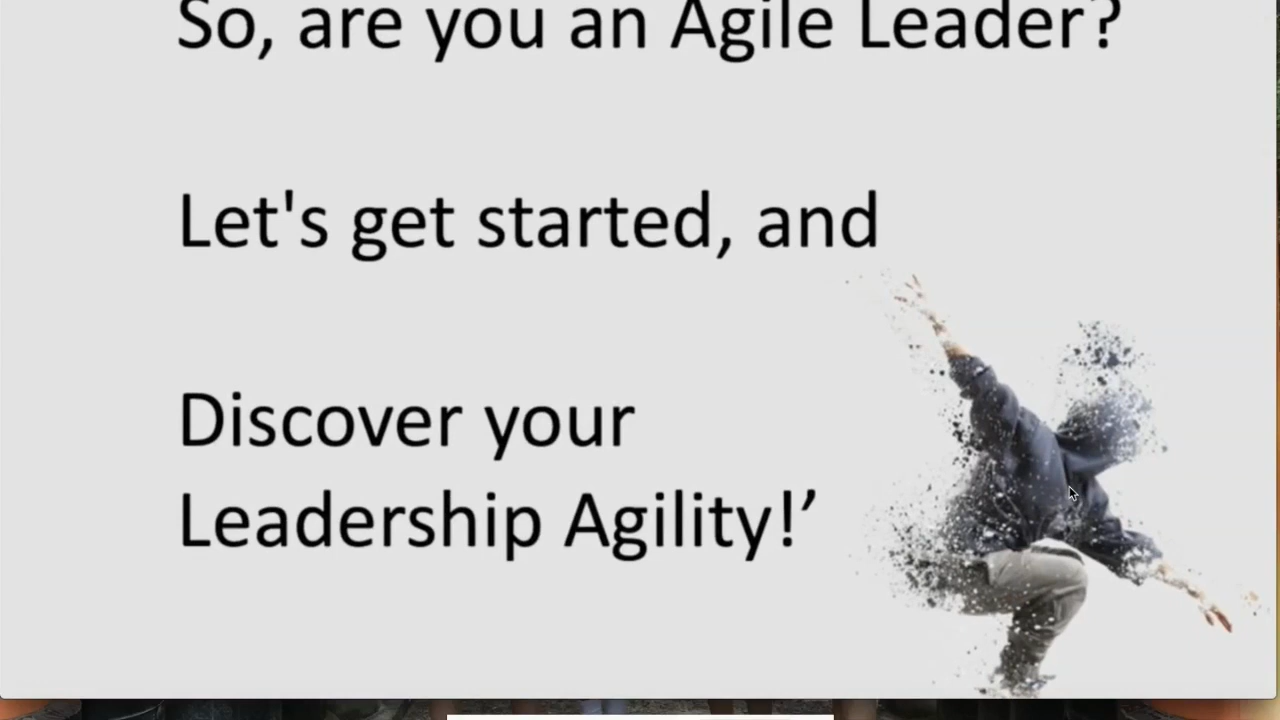 So, are you an Agile Leader?
Let's get started, and
Discover your
Leadership Agility!’